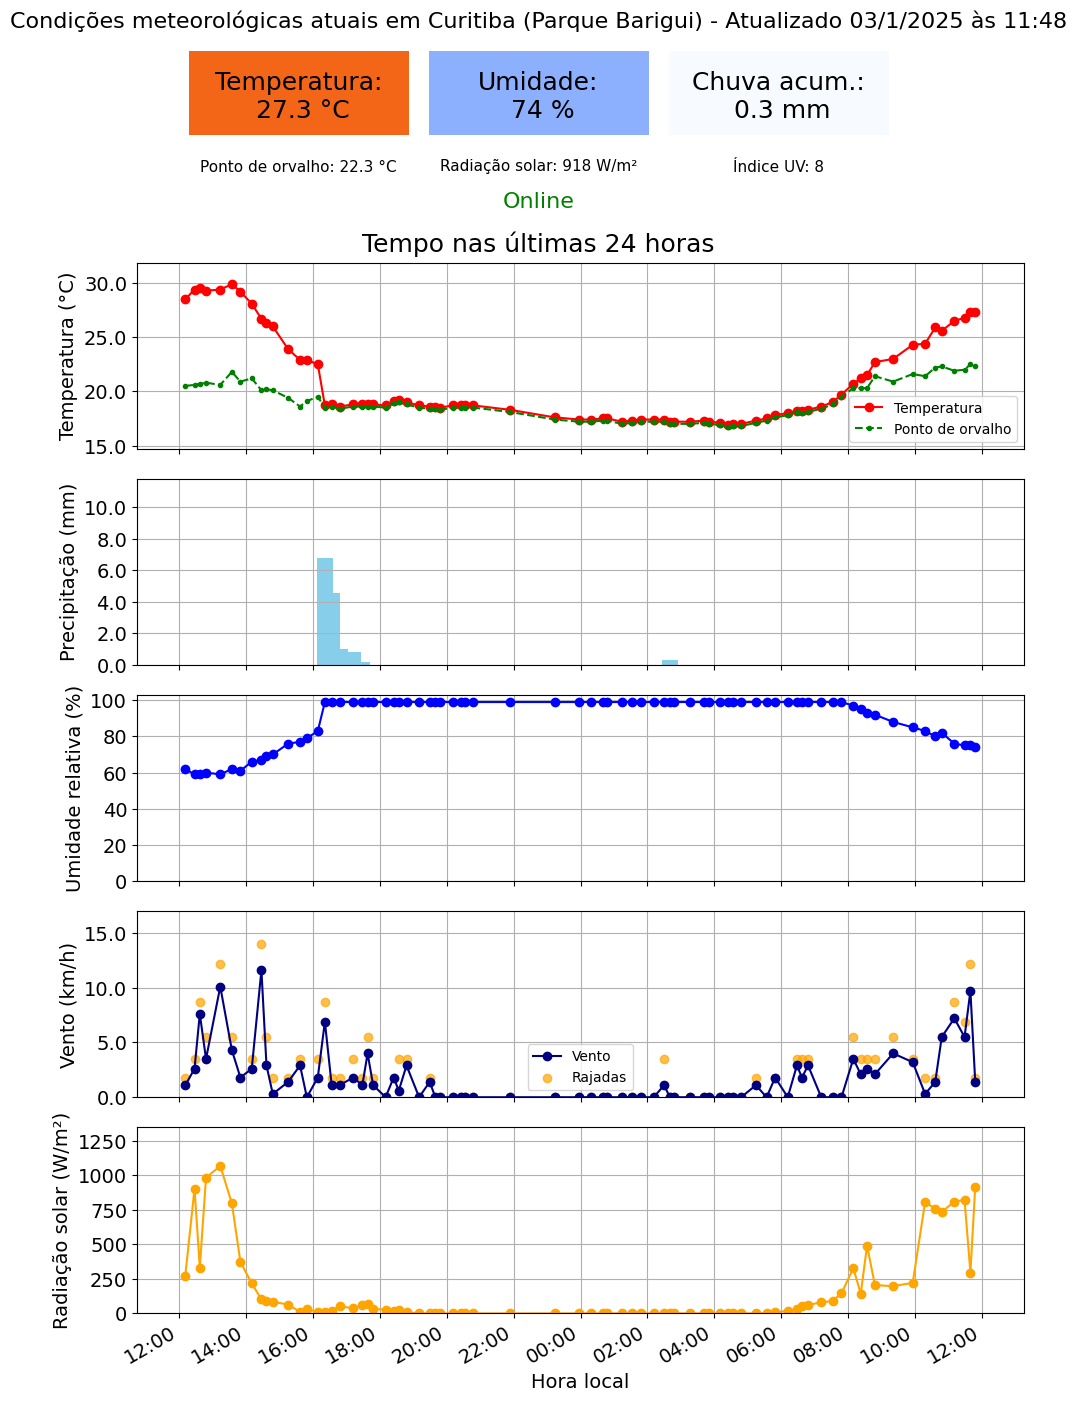 Condições meteorológicas atuais em Curitiba (Parque Barigui) - Atualizado 03/1/2025 às 11:48
Temperatura:
27.3 °C
Umidade:
74 %
Chuva acum.:
0.3 mm
Ponto de orvalho: 22.3 °C
Radiação solar: 918 W/m²
Índice UV: 8
Online
Tempo nas últimas 24 horas
Temperatura (°C)
30.0
25.0
20.0
15.0
Temperatura
Ponto de orvalho
Precipitação (mm)
10.0
8.0
6.0
4.0
2.0
0.0
Umidade relativa (%)
100
80
60
40
20
0
Vento (km/h)
15.0
10.0
5.0
0.0
Vento
Rajadas
Radiação solar (W/m²)
1250
1000
750
500
250
0
12:00
14:00
16:00
18:00
20:00
22:00
00:00
02:00
04:00
06:00
08:00
10:00
12:00
Hora local